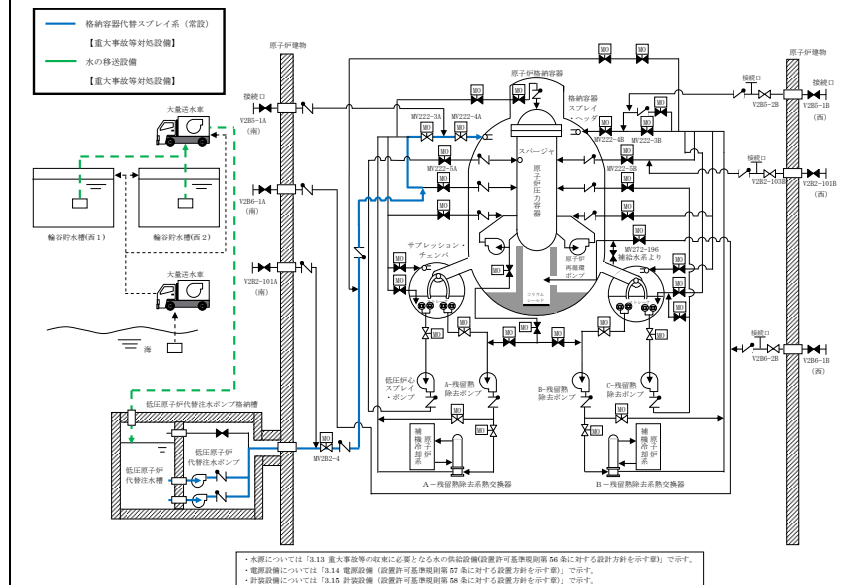 格納容器代替スプレイ系（常設）
【重大事故等対処設備】
水の移送設備
【重大事故等対処設備】
原子炉建物
原子炉建物
大量送水車
接続口
V2B5-1A
(南)
輪谷貯水槽(西1)
輪谷貯水槽(西2)
V2B6-1A
(南)
大量送水車
V2B2-101A
(南)
海
原子炉格納容器
格納容器
スプレイ
・ヘッダ
MV222-3A
MV222-4A
MV222-5A
スパージャ
原子炉圧力容器
MV222-4B
MV222-3B
MV222-5B
接続口
V2B5-2B
接続口
V2B5-1B
(西)
接続口
V2B2-103B
V2B2-101B
(西)
サプレッション・
チェンバ
原子炉
再循環
ポンプ
MV272-196
補給水系より
コリウム
シールド
接続口
V2B6-2B
V2B6-1B
(西)
低圧炉心
スプレイ
・ポンプ
A-残留熱
除去ポンプ
B-残留熱
除去ポンプ
C-残留熱
除去ポンプ
低圧原子炉代替注水ポンプ格納槽
低圧原子炉
代替注水槽
低圧原子炉
代替注水ポンプ
MV2B2-4
原子炉
補機冷却系
原子炉
補機冷却系
A－残留熱除去系熱交換器
B－残留熱除去系熱交換器
・水源については「3.13 重大事故等の収束に必要となる水の供給設備(設置許可基準規則第 56 条に対する設計方針を示す章)」で示す。
・電源設備については「3.14 電源設備（設置許可基準規則第 57 条に対する設置方針を示す章）」で示す。
・計装設備については「3.15 計装設備（設置許可基準規則第 58 条に対する設置方針を示す章）」で示す。